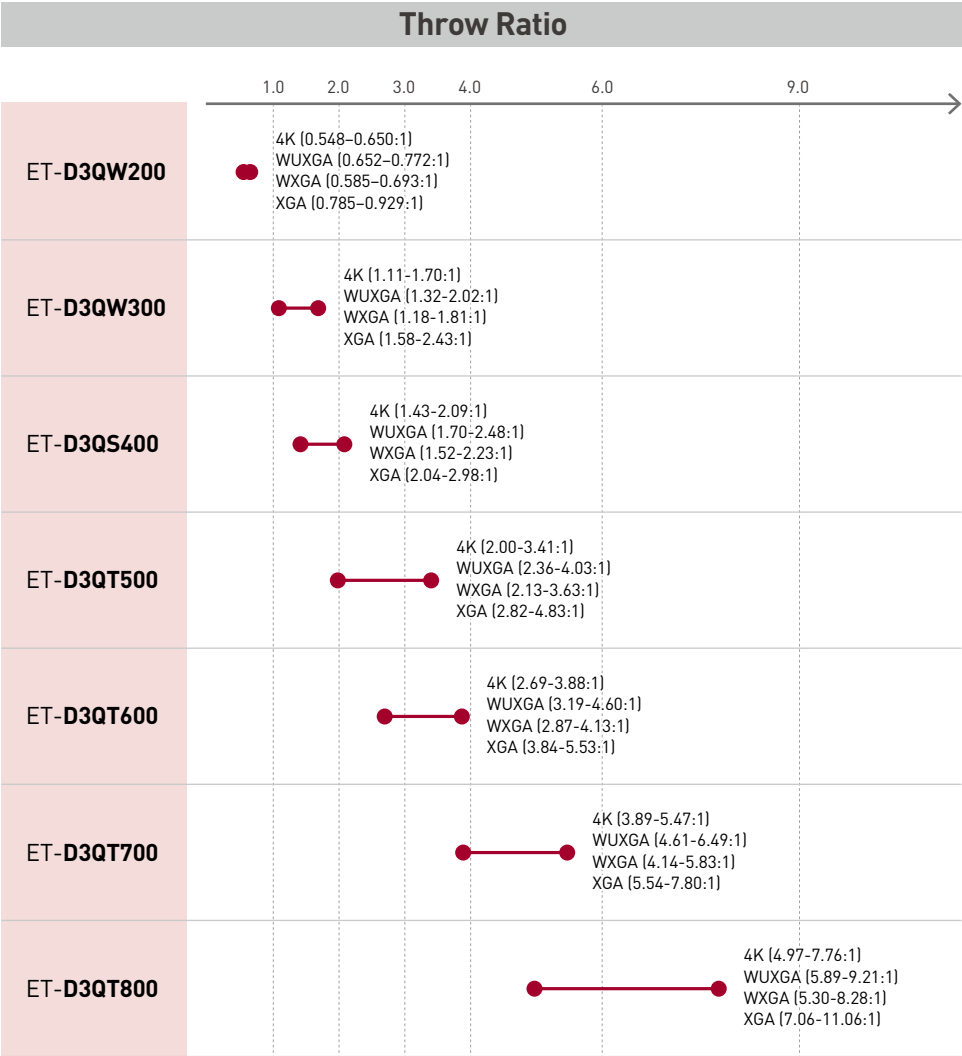 Throw Ratio
1.0 2.0 3.0 4.0 6.0 9.0
ET-D3QW200
4K (0.548–0.650:1)
WUXGA (0.652–0.772:1)
WXGA (0.585–0.693:1)
XGA (0.785–0.929:1)
ET-D3QW300
4K (1.11-1.70:1)
WUXGA (1.32-2.02:1)
WXGA (1.18-1.81:1)
XGA (1.58-2.43:1)
ET-D3QS400
4K (1.43-2.09:1)
WUXGA (1.70-2.48:1)
WXGA (1.52-2.23:1)
XGA (2.04-2.98:1)
ET-D3QT500
4K (2.00-3.41:1)
WUXGA (2.36-4.03:1)
WXGA (2.13-3.63:1)
XGA (2.82-4.83:1)
ET-D3QT600
4K (2.69-3.88:1)
WUXGA (3.19-4.60:1)
WXGA (2.87-4.13:1)
XGA (3.84-5.53:1)
ET-D3QT700
4K (3.89-5.47:1)
WUXGA (4.61-6.49:1)
WXGA (4.14-5.83:1)
XGA (5.54-7.80:1)
ET-D3QT800
4K (4.97-7.76:1)
WUXGA (5.89-9.21:1)
WXGA (5.30-8.28:1)
XGA (7.06-11.06:1)